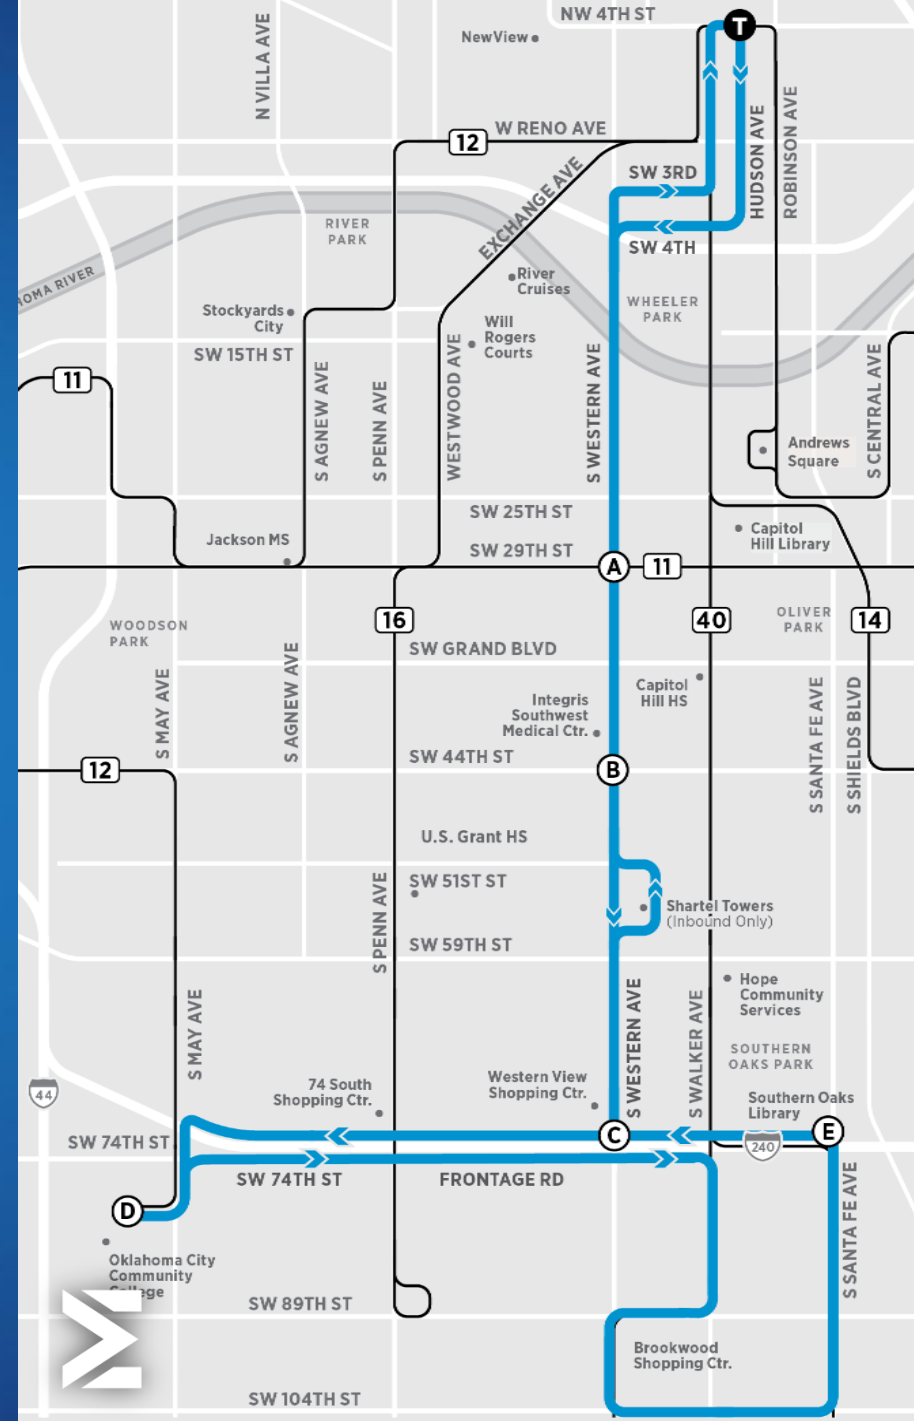 NW 4TH ST
T
NewView
N VILLA AVE
W RENO AVE
12
HUDSON AVE
ROBINSON AVE
SW 3RD
EXCHANGE AVE
RIVER
PARK
SW 4TH
OMA RIVER
River
Cruises
WHEELER
PARK
Stockyards
City
Will
Rogers
Courts
SW 15TH ST
11
S AGNEW AVE
S PENN AVE
WESTWOOD AVE
S WESTERN AVE
S CENTRAL AVE
Andrews
Square
SW 25TH ST
Capitol
Hill Library
Jackson MS
SW 29TH ST
A
11
WOODSON
PARK
16
40
OLIVER
PARK
14
SW GRAND BLVD
S MAY AVE
S AGNEW AVE
Integris
Southwest
Medical Ctr.
Capitol
Hill HS
S SANTA FE AVE
S SHIELDS BLVD
12
SW 44TH ST
B
U.S. Grant HS
SW 51ST ST
S PENN AVE
Shartel Towers
(Inbound Only)
SW 59TH ST
S MAY AVE
S WESTERN AVE
S WALKER AVE
Hope
Community
Services
SOUTHERN
OAKS PARK
44
74 South
Shopping Ctr.
Western View
Shopping Ctr.
Southern Oaks
Library
SW 74TH ST
C
240
E
SW 74TH ST
FRONTAGE RD
D
S SANTA FE AVE
Oklahoma City
Community
College
SW 89TH ST
Brookwood
Shopping Ctr.
SW 104TH ST